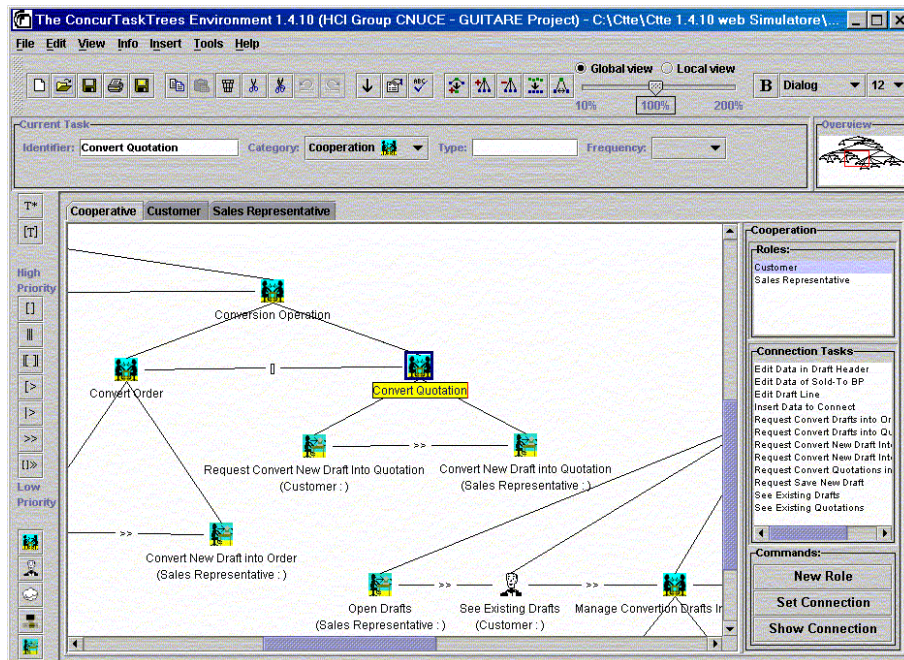 The ConcurTaskTrees Environment 1.4.10 (HCI Group CNUCE - GUITARE Project) - C:\Ctte\Ctte 1.4.10 web Simulatore\...
File Edit View Info Insert Tools Help
Global view Local view
10% 100% 200%
B Dialog 12
Current Task
Identifier: Convert Quotation Category: Cooperation Type: Frequency:
Overview
T*
[T]
High
Priority
[]
|||
|[]|
[>
|>
>>
[]»
Low
Priority
Cooperative Customer Sales Representative
Conversion Operation
Convert Order
[]
Convert Quotation
Request Convert New Draft Into Quotation
(Customer : )
>>
Convert New Draft into Quotation
(Sales Representative : )
>>
Convert New Draft into Order
(Sales Representative : )
Open Drafts
(Sales Representative : )
>>
See Existing Drafts
(Customer : )
>>
Manage Convertion Drafts In
Cooperation
Roles:
Customer
Sales Representative
Connection Tasks
Edit Data in Draft Header
Edit Data of Sold-To BP
Edit Draft Line
Insert Data to Connect
Request Convert Drafts into Or
Request Convert Drafts into Qu
Request Convert New Draft Int
Request Convert New Draft Int
Request Convert Quotations in
Request Save New Draft
See Existing Drafts
See Existing Quotations
Commands:
New Role
Set Connection
Show Connection